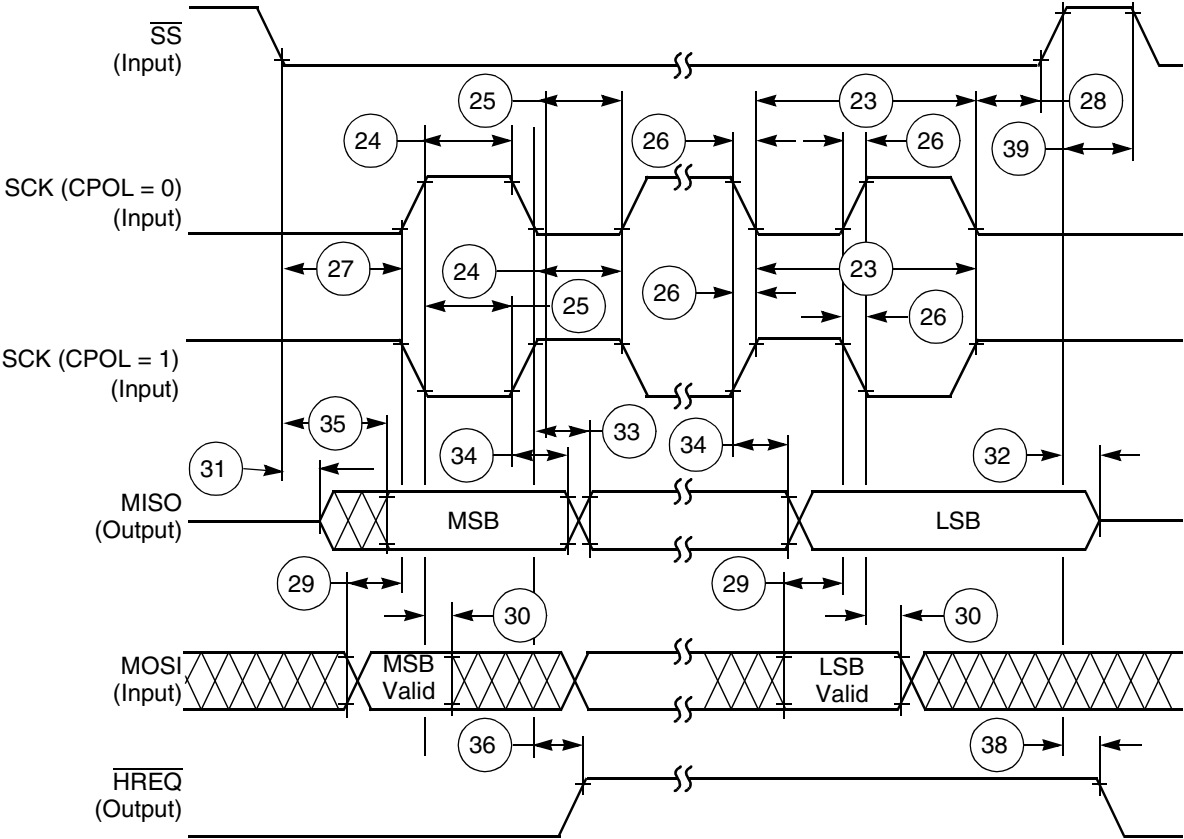 SS
(Input)
25
23
28
24
26
26
39
SCK (CPOL = 0)
(Input)
27
24
23
26
25
26
SCK (CPOL = 1)
(Input)
35
33
34
34
31
32
MISO
(Output)
MSB
LSB
29
29
30
30
MOSI
(Input)
MSB
Valid
LSB
Valid
36
38
HREQ
(Output)